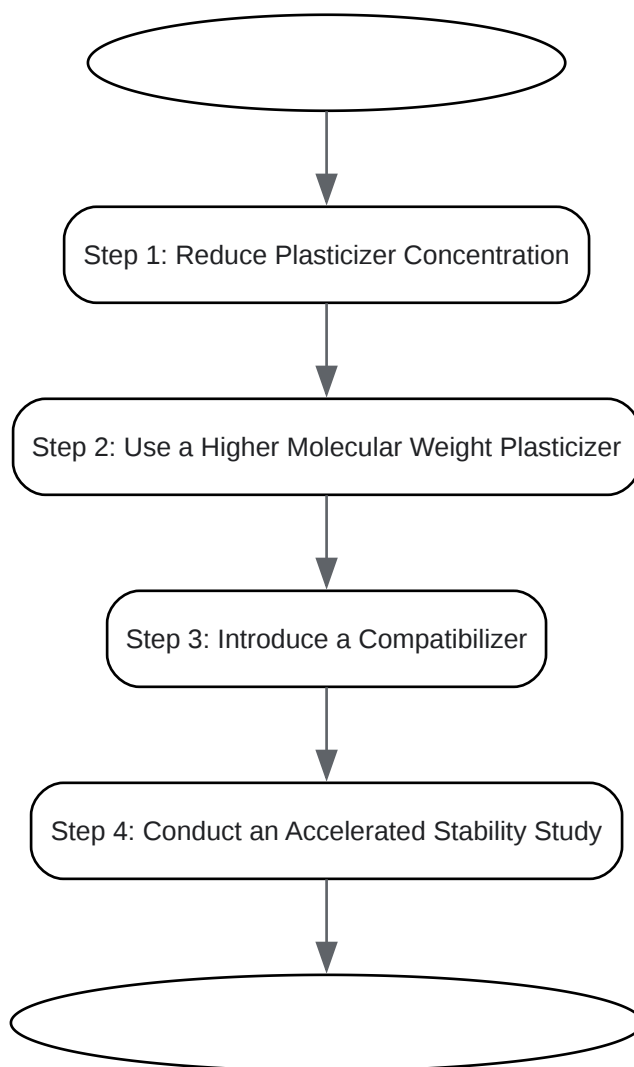 Step 1: Reduce Plasticizer Concentration
Step 2: Use a Higher Molecular Weight Plasticizer
Step 3: Introduce a Compatibilizer
Step 4: Conduct an Accelerated Stability Study